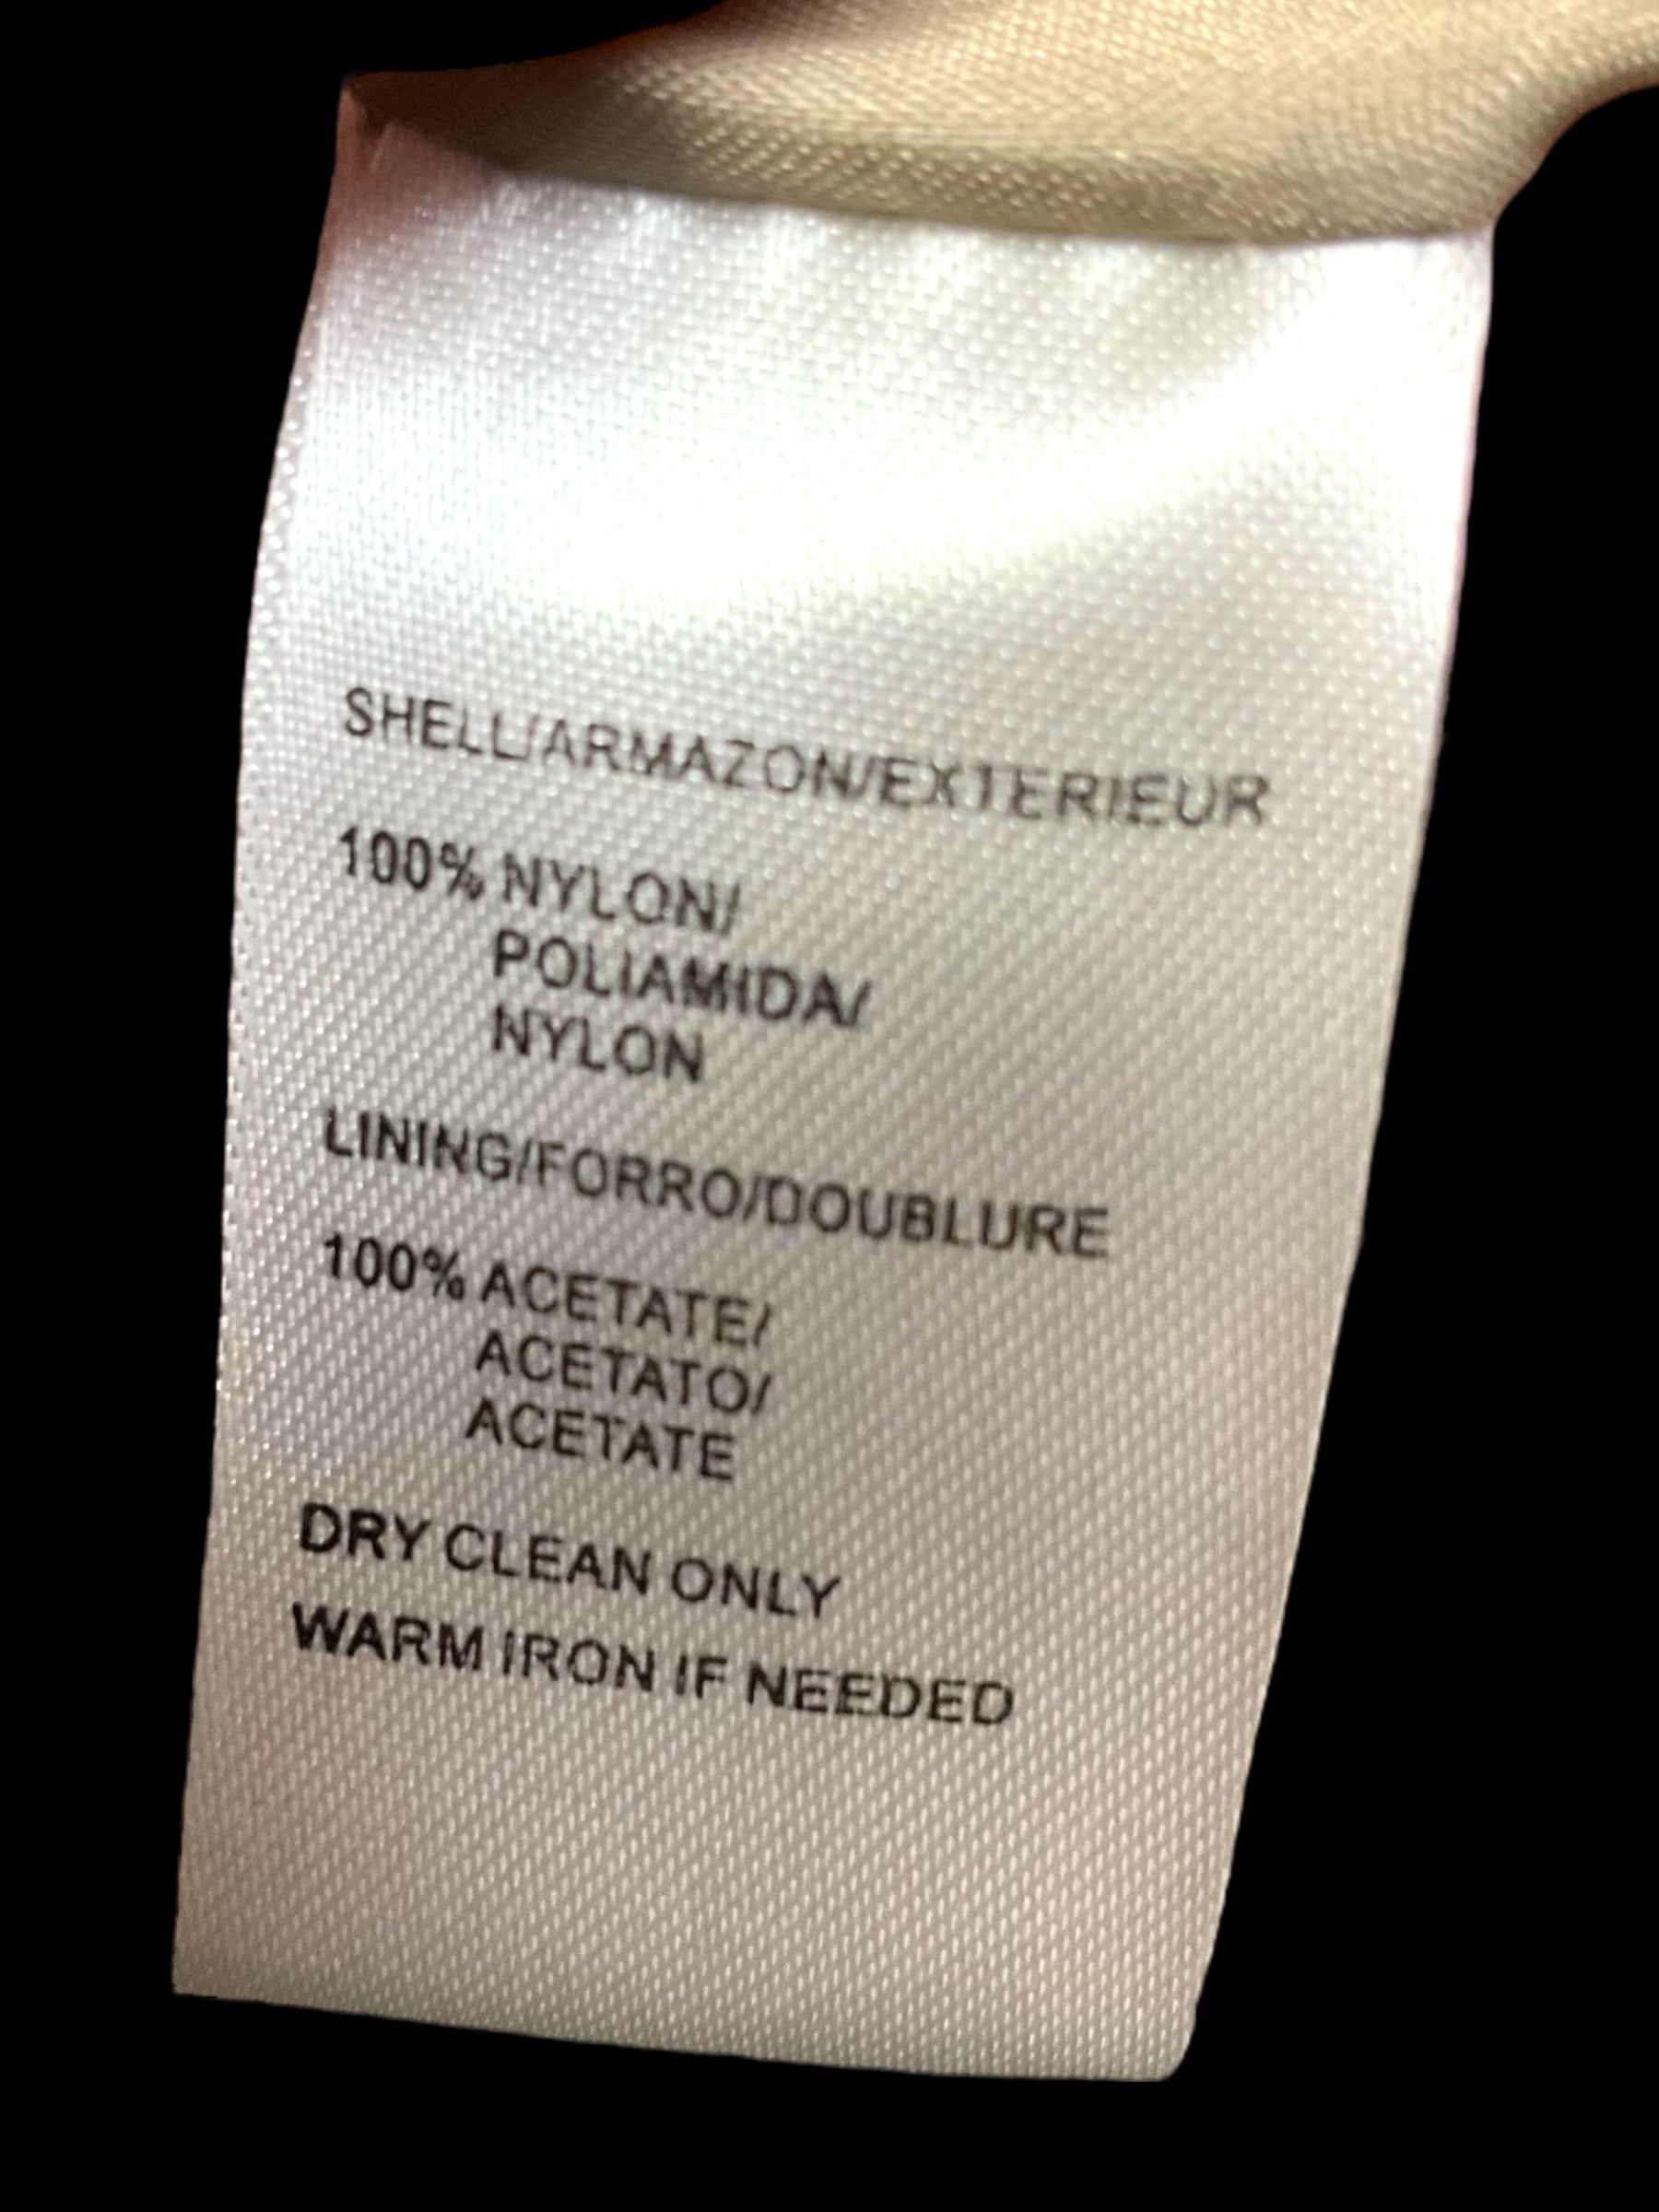 SHELL/ARMAZON/EXTERIEUR
100% NYLON/
POLIAMIDA/
NYLON
LINING/FORRO/DOUBLURE
100% ACETATE/
ACETATO/
ACETATE
DRY CLEAN ONLY
WARM IRON IF NEEDED